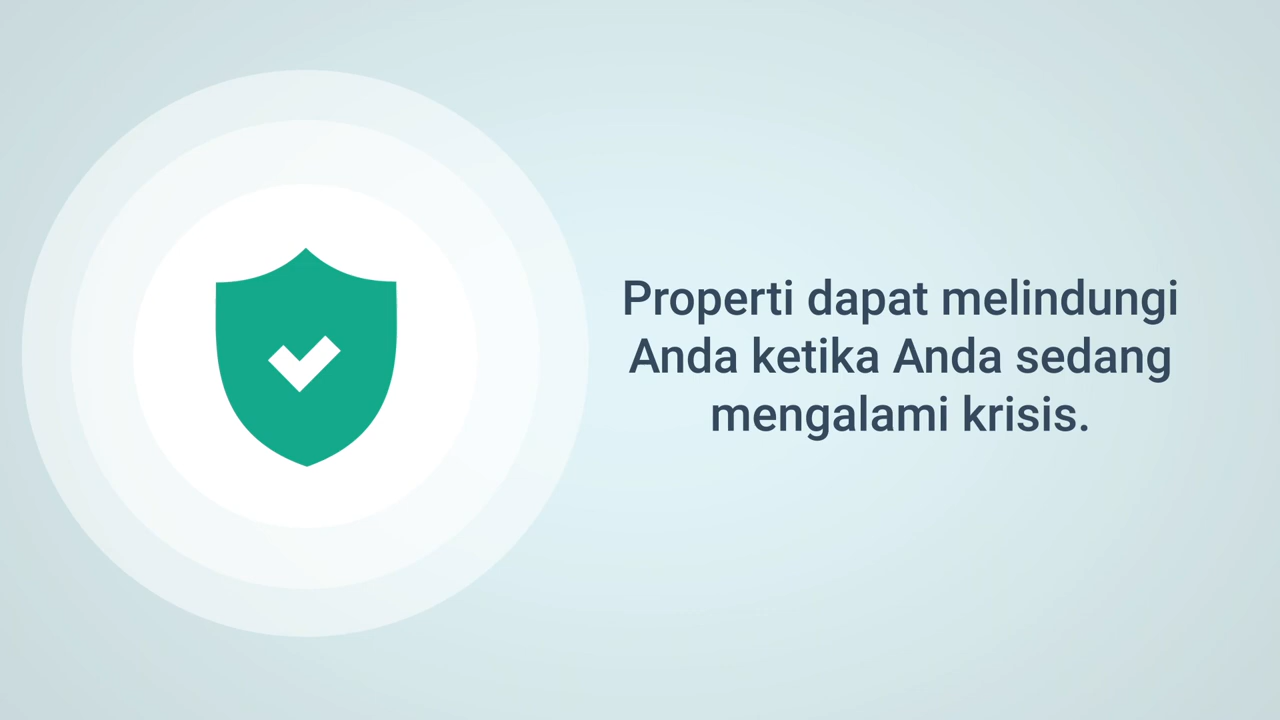 Properti dapat melindungi
Anda ketika Anda sedang
mengalami krisis.